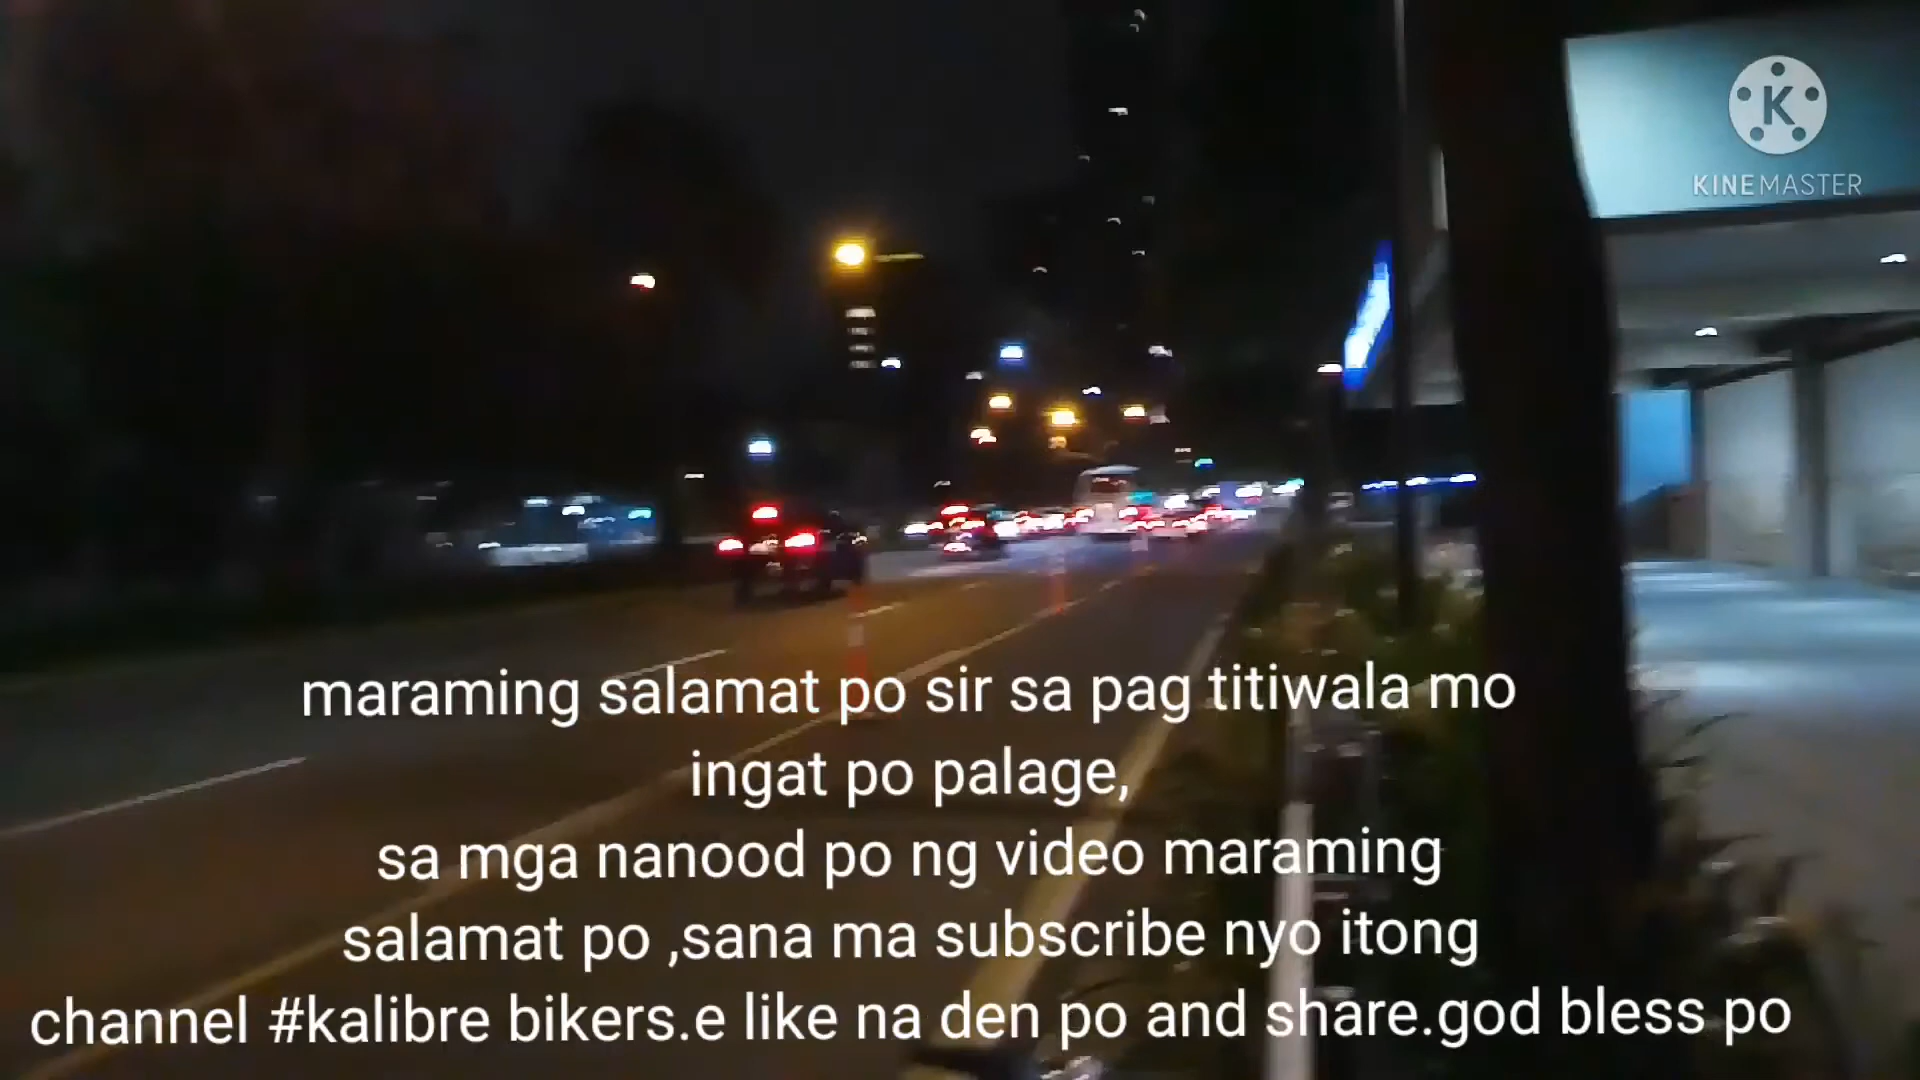 KINEMASTER
maraming salamat po sir sa pag titiwala mo
ingat po palage,
sa mga nanood po ng video maraming
salamat po ,sana ma subscribe nyo itong
channel #kalibre bikers.e like na den po and share.god bless po